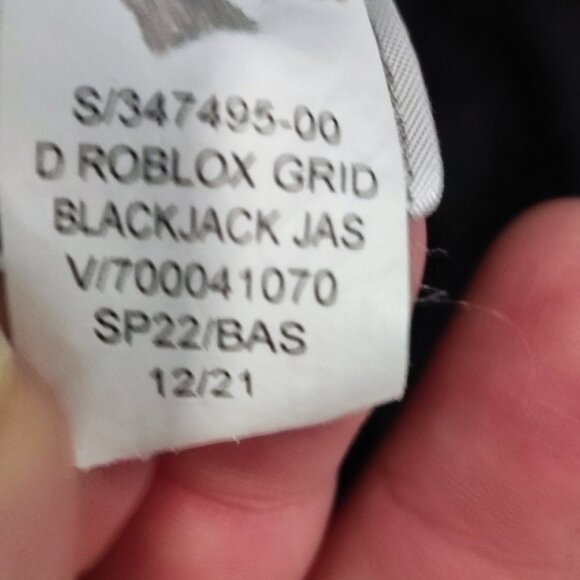 S/347495-00
D ROBLOX GRID
BLACKJACK JAS
V/700041070
SP22/BAS
12/21